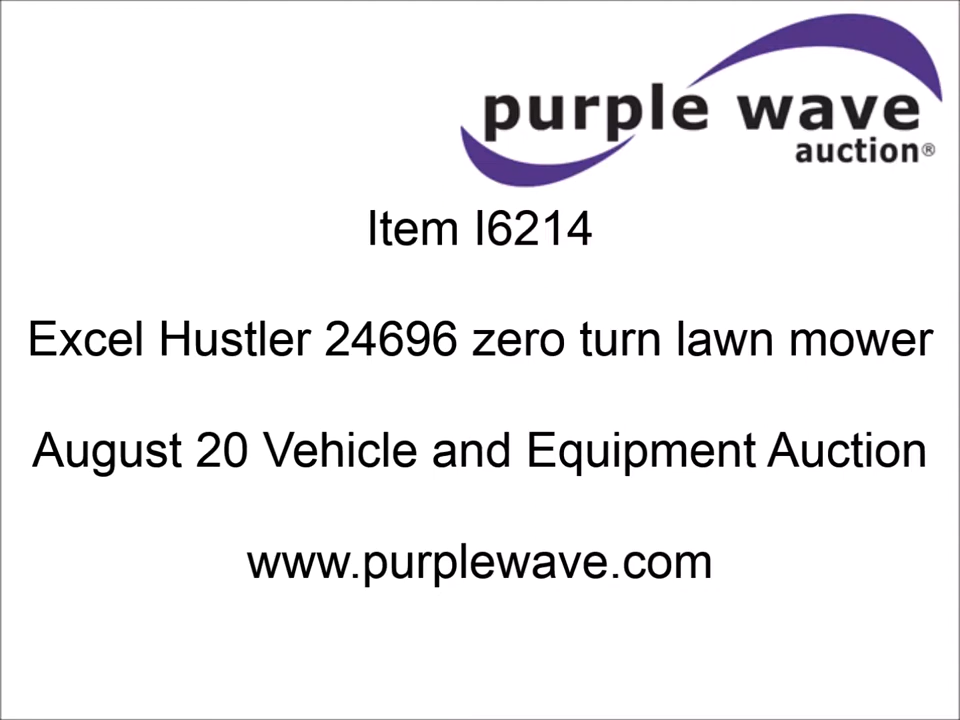 purple wave
auction®
Item I6214
Excel Hustler 24696 zero turn lawn mower
August 20 Vehicle and Equipment Auction
www.purplewave.com